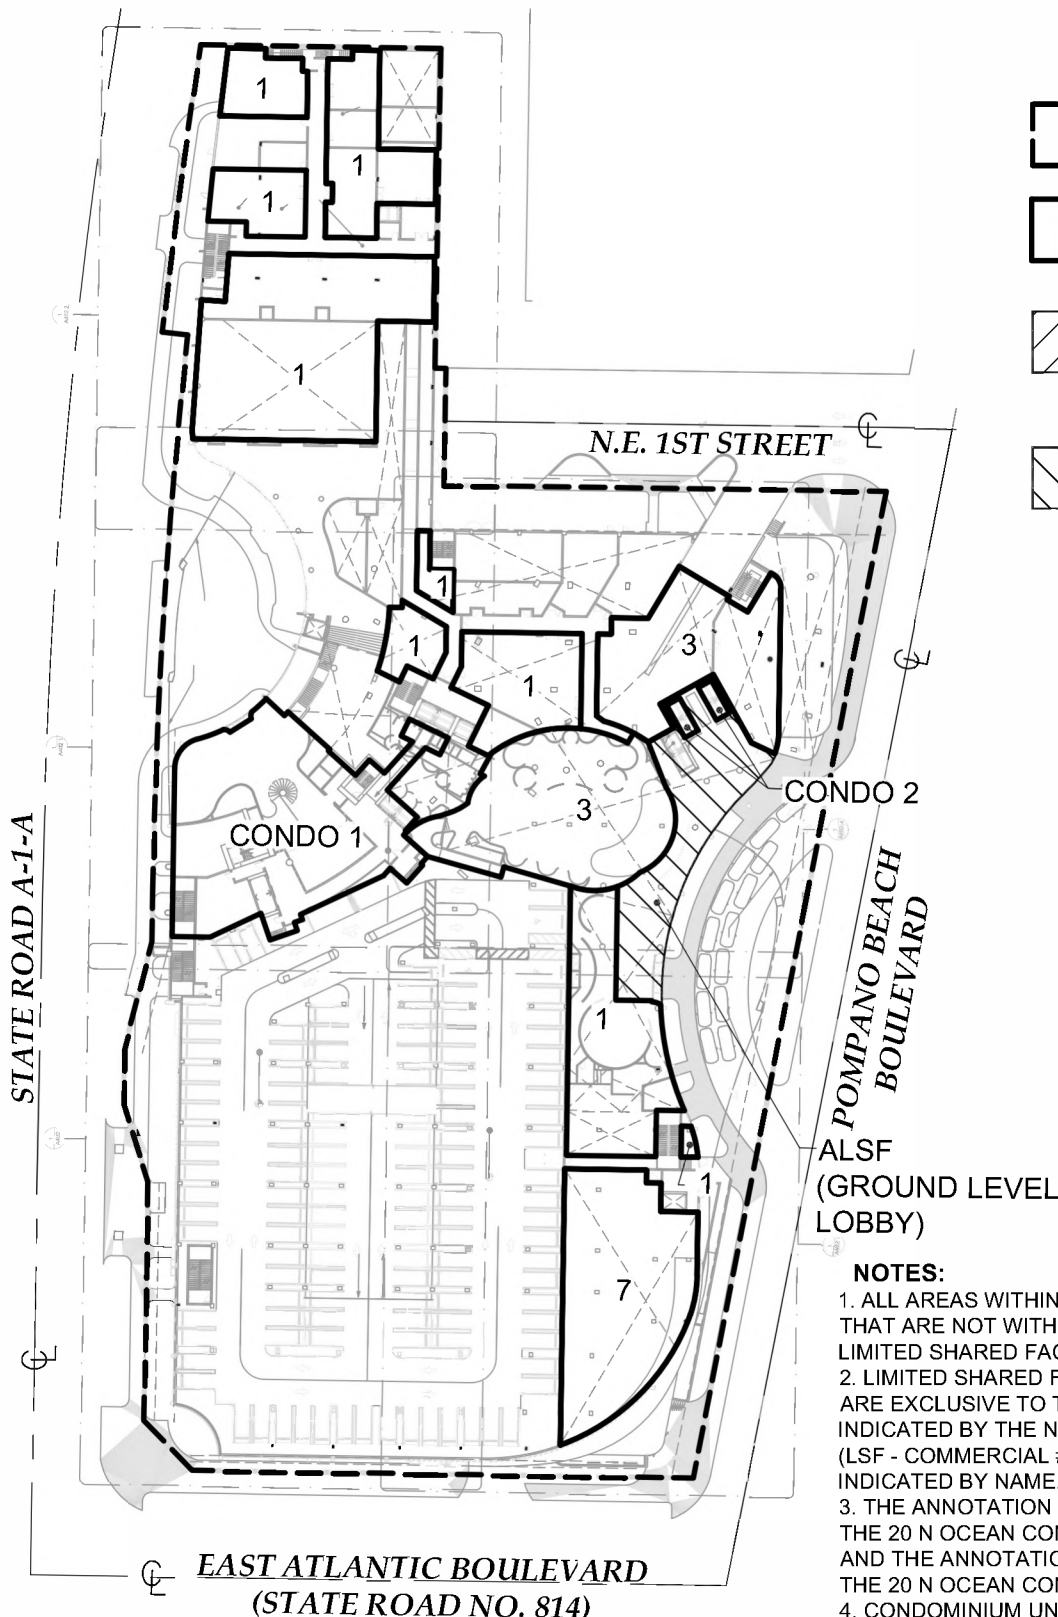 1
1
1
1
N.E. 1ST STREET
1
1
1
3
3
CONDO 2
CONDO 1
STATE ROAD A-1-A
POMPANO BEACH
BOULEVARD
1
ALSF
(GROUND LEVEL
LOBBY)
1
7
NOTES:
1. ALL AREAS WITHIN
THAT ARE NOT WITH
LIMITED SHARED FAC
2. LIMITED SHARED F
ARE EXCLUSIVE TO T
INDICATED BY THE N
(LSF - COMMERCIAL #
INDICATED BY NAME.
3. THE ANNOTATION
THE 20 N OCEAN CON
AND THE ANNOTATIO
THE 20 N OCEAN CON
4. CONDOMINIUM UN
EAST ATLANTIC BOULEVARD
(STATE ROAD NO. 814)